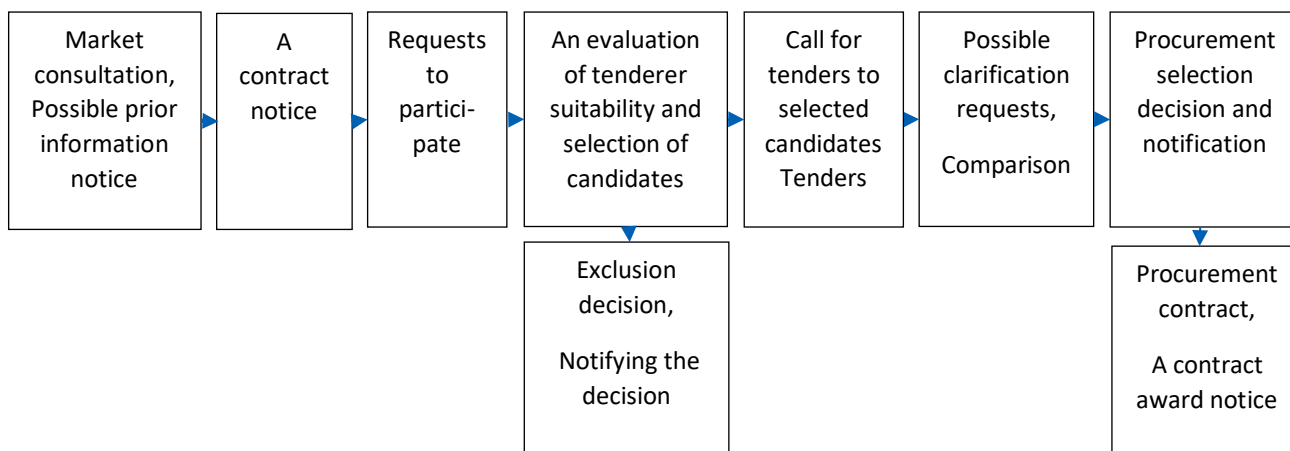 Market
consultation,
Possible prior
information
notice
A
contract
notice
Requests
to
partici-
pate
An evaluation
of tenderer
suitability and
selection of
candidates
Call for
tenders to
selected
candidates
Tenders
Possible
clarification
requests,
Comparison
Procurement
selection
decision and
notification
Exclusion
decision,
Notifying the
decision
Procurement
contract,
A contract
award notice